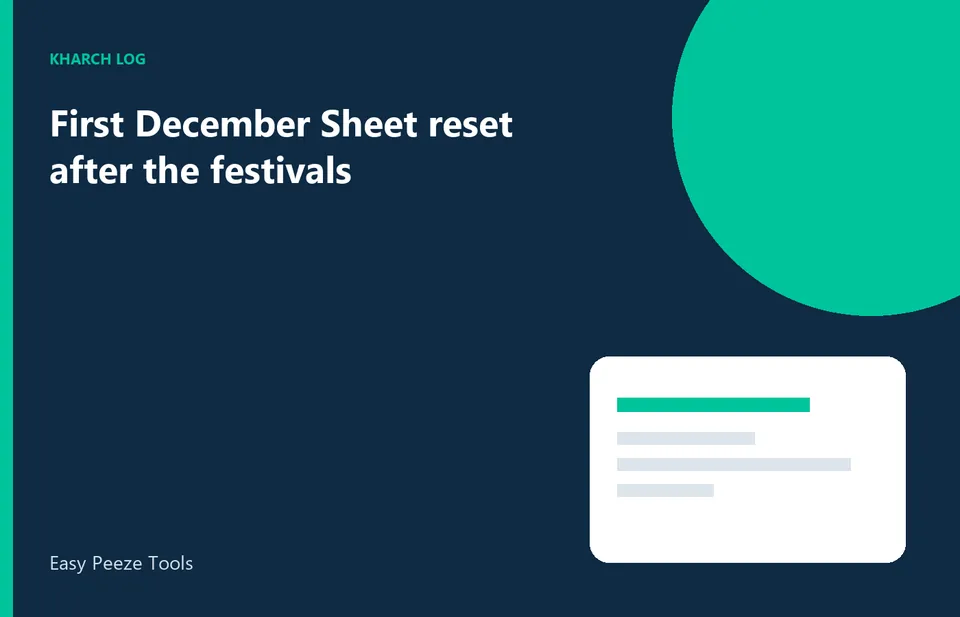 KHARCH LOG
First December Sheet reset
after the festivals
Easy Peeze Tools